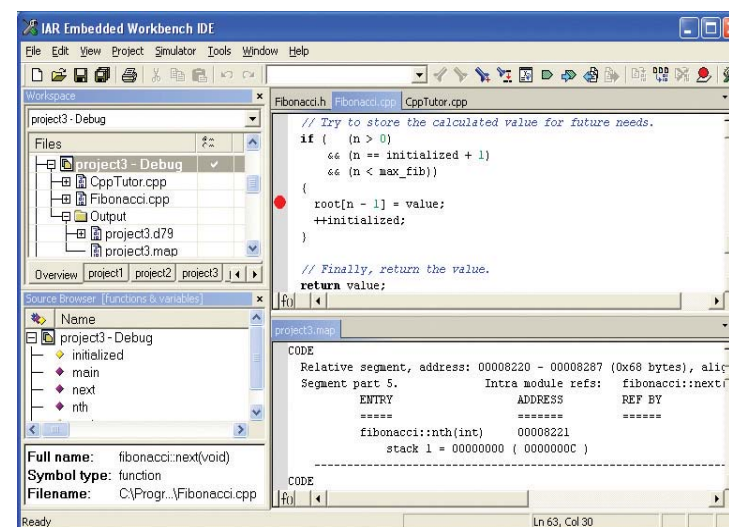 IAR Embedded Workbench IDE
File Edit View Project Simulator Tools Window Help
Workspace
project3 - Debug
Files
project3 - Debug
CppTutor.cpp
Fibonacci.cpp
Output
project3.d79
project3.map
Overview project1 project2 project3
Source Browser [functions & variables]
Name
project3 - Debug
initialized
main
next
nth
Full name: fibonacci::next(void)
Symbol type: function
Filename: C:\Progr...\Fibonacci.cpp
Fibonacci.h Fibonacci.cpp CppTutor.cpp
// Try to store the calculated value for future needs.
if ( (n > 0)
&& (n == initialized + 1)
&& (n < max_fib))
{
root[n - 1] = value;
++initialized;
}
// Finally, return the value.
return value;
project3.map
CODE
Relative segment, address: 00008220 - 00008287 (0x68 bytes), alig
Segment part 5. Intra module refs: fibonacci::next(
ENTRY ADDRESS REF BY
===== ======= ======
fibonacci::nth(int) 00008221
stack 1 = 00000000 ( 0000000C )
CODE
Ready Ln 63, Col 30